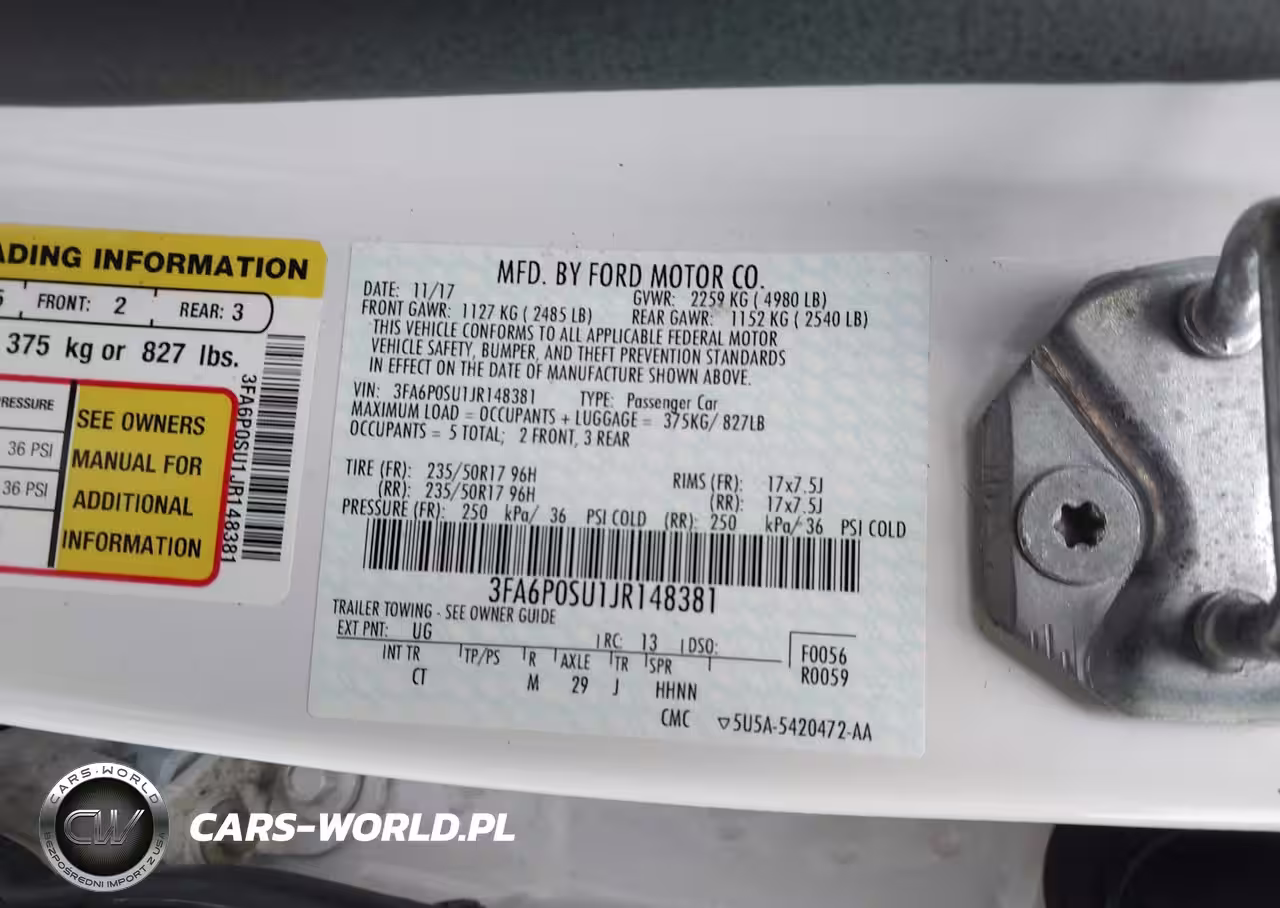 ADING INFORMATION
FRONT: 2 REAR: 3
375 kg or 827 lbs.
RESSURE
36 PSI
36 PSI
SEE OWNERS
MANUAL FOR
ADDITIONAL
INFORMATION
3FA6P0SU1JR148381
MFD. BY FORD MOTOR CO.
DATE: 11/17 GVWR: 2259 KG ( 4980 LB)
FRONT GAWR: 1127 KG ( 2485 LB) REAR GAWR: 1152 KG ( 2540 LB)
THIS VEHICLE CONFORMS TO ALL APPLICABLE FEDERAL MOTOR
VEHICLE SAFETY, BUMPER, AND THEFT PREVENTION STANDARDS
IN EFFECT ON THE DATE OF MANUFACTURE SHOWN ABOVE.
VIN: 3FA6P0SU1JR148381 TYPE: Passenger Car
MAXIMUM LOAD = OCCUPANTS + LUGGAGE = 375KG/ 827LB
OCCUPANTS = 5 TOTAL; 2 FRONT, 3 REAR
TIRE (FR): 235/50R17 96H RIMS (FR): 17x7.5J
(RR): 235/50R17 96H (RR): 17x7.5J
PRESSURE (FR): 250 kPa/ 36 PSI COLD (RR): 250 kPa/ 36 PSI COLD
3FA6P0SU1JR148381
TRAILER TOWING - SEE OWNER GUIDE
EXT PNT: UG RC: 13 DSO:
INT TR TP/PS R AXLE TR SPR
CT M 29 J HHNN
F0056
R0059
CMC ▽5U5A-5420472-AA
CARS-WORLD
CW
BEZPOŚREDNI IMPORT Z USA
CARS-WORLD.PL